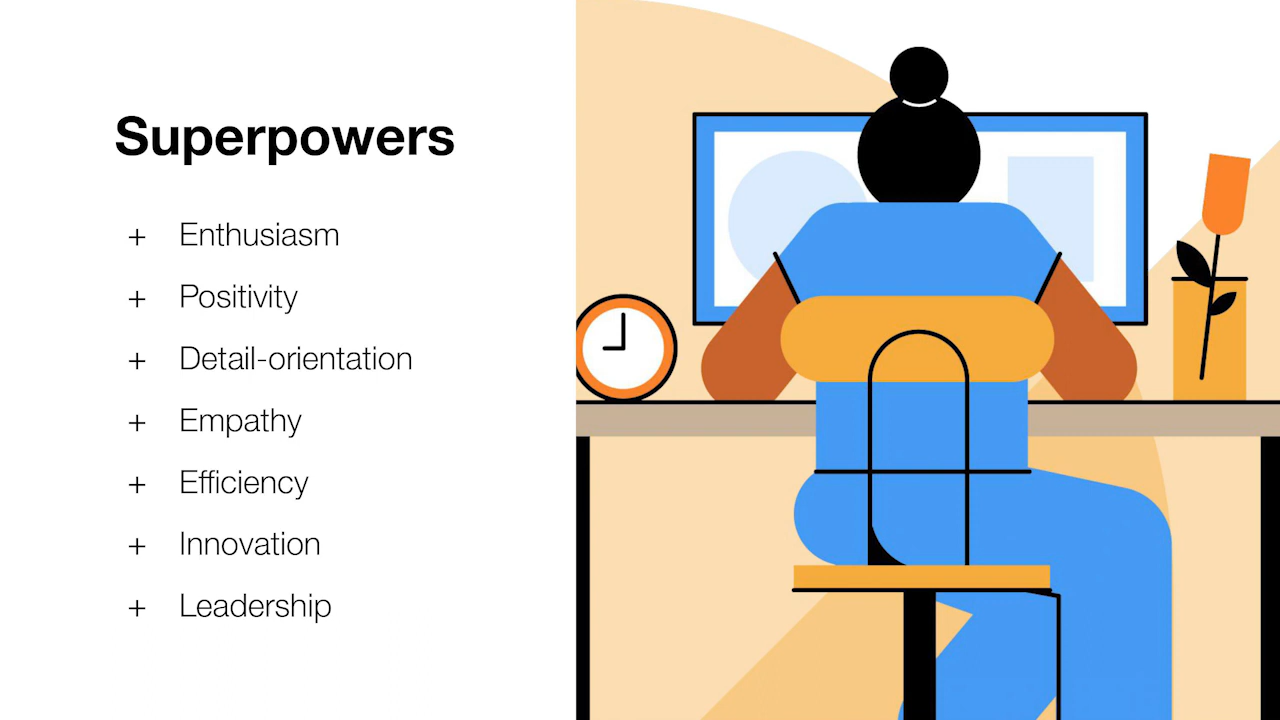 Superpowers
+ Enthusiasm
+ Positivity
+ Detail-orientation
+ Empathy
+ Efficiency
+ Innovation
+ Leadership